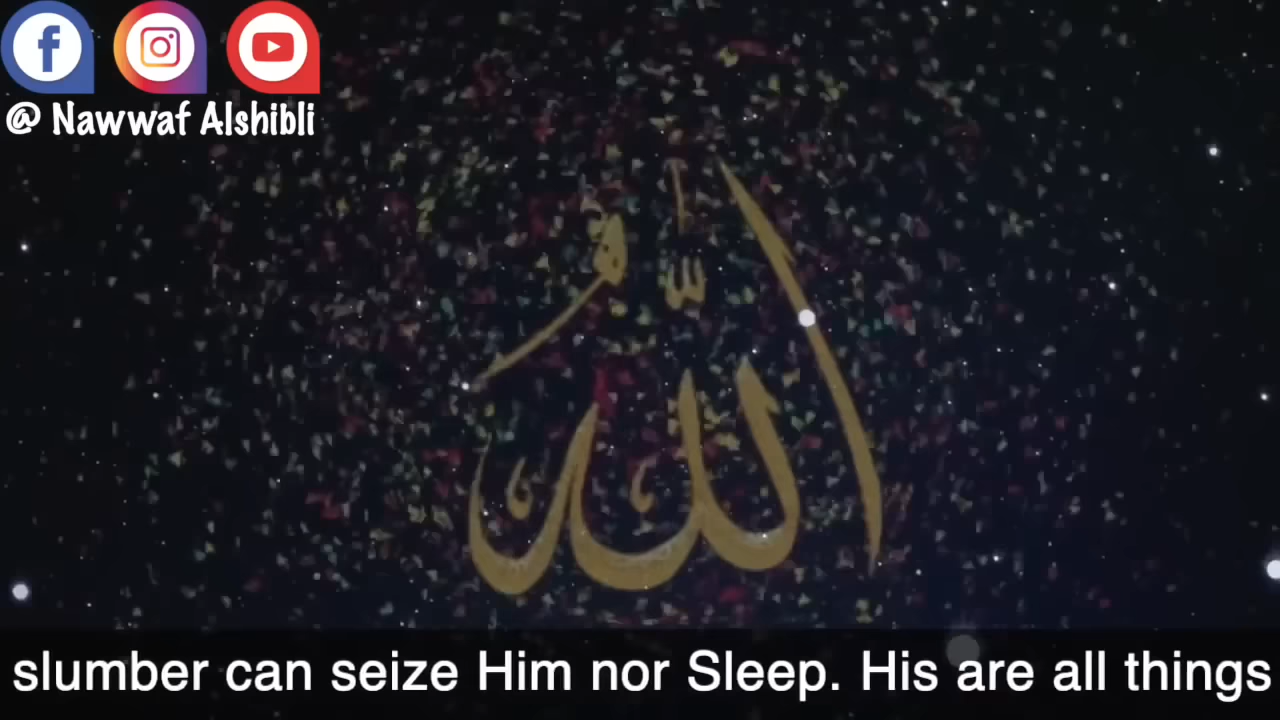 @ Nawwaf Alshibli
الله
slumber can seize Him nor Sleep. His are all things